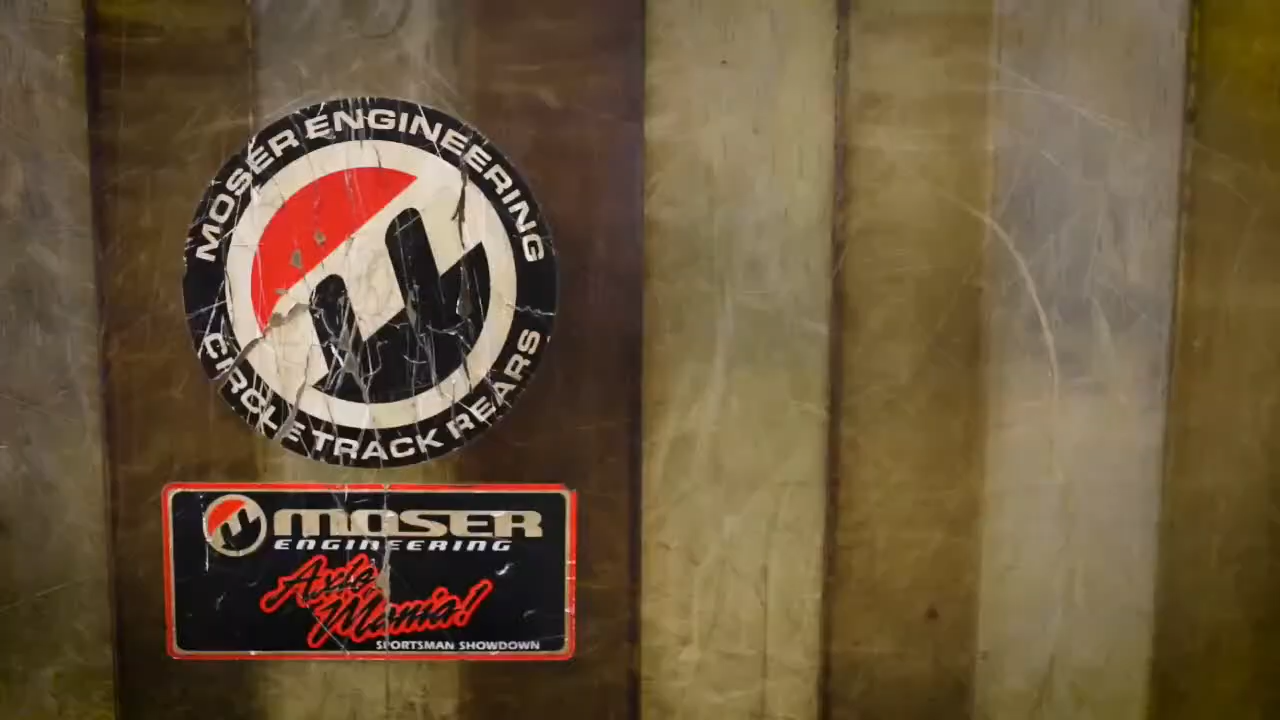 MOSER ENGINEERING
CIRCLE TRACK REARS
MOSER
ENGINEERING
Axle
Mania!
SPORTSMAN SHOWDOWN